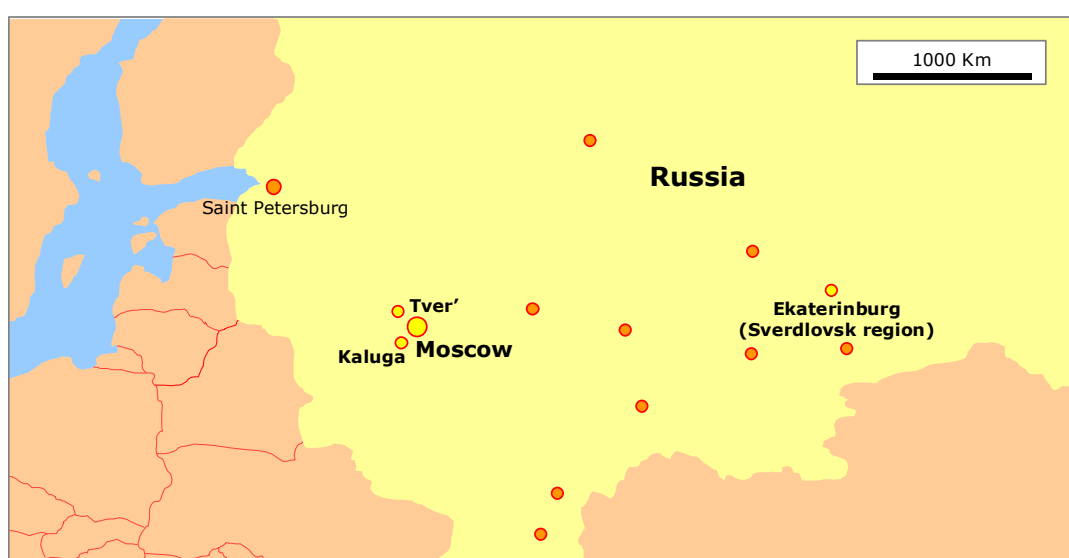 1000 Km
Russia
Saint Petersburg
Tver’
Ekaterinburg
(Sverdlovsk region)
Kaluga
Moscow